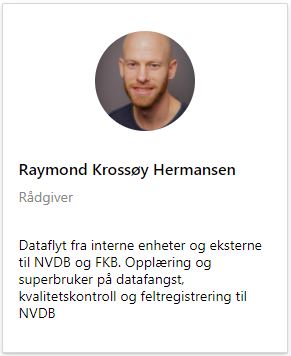 Raymond Krossøy Hermansen
Rådgiver
Dataflyt fra interne enheter og eksterne
til NVDB og FKB. Opplæring og
superbruker på datafangst,
kvalitetskontroll og feltregistrering til
NVDB